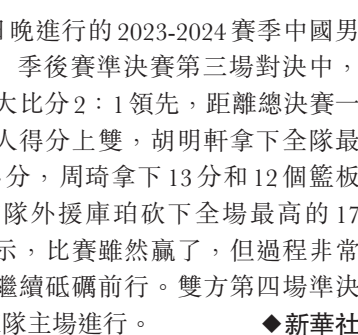 晚進行的2023-2024賽季中國男
季後賽準決賽第三場對決中，
大比分2：1領先，距離總決賽一
人得分上雙，胡明軒拿下全隊最
分，周琦拿下13分和12個籃板
隊外援庫珀砍下全場最高的17
示，比賽雖然贏了，但過程非常
繼續砥礪前行。雙方第四場準決
隊主場進行。 ◆新華社